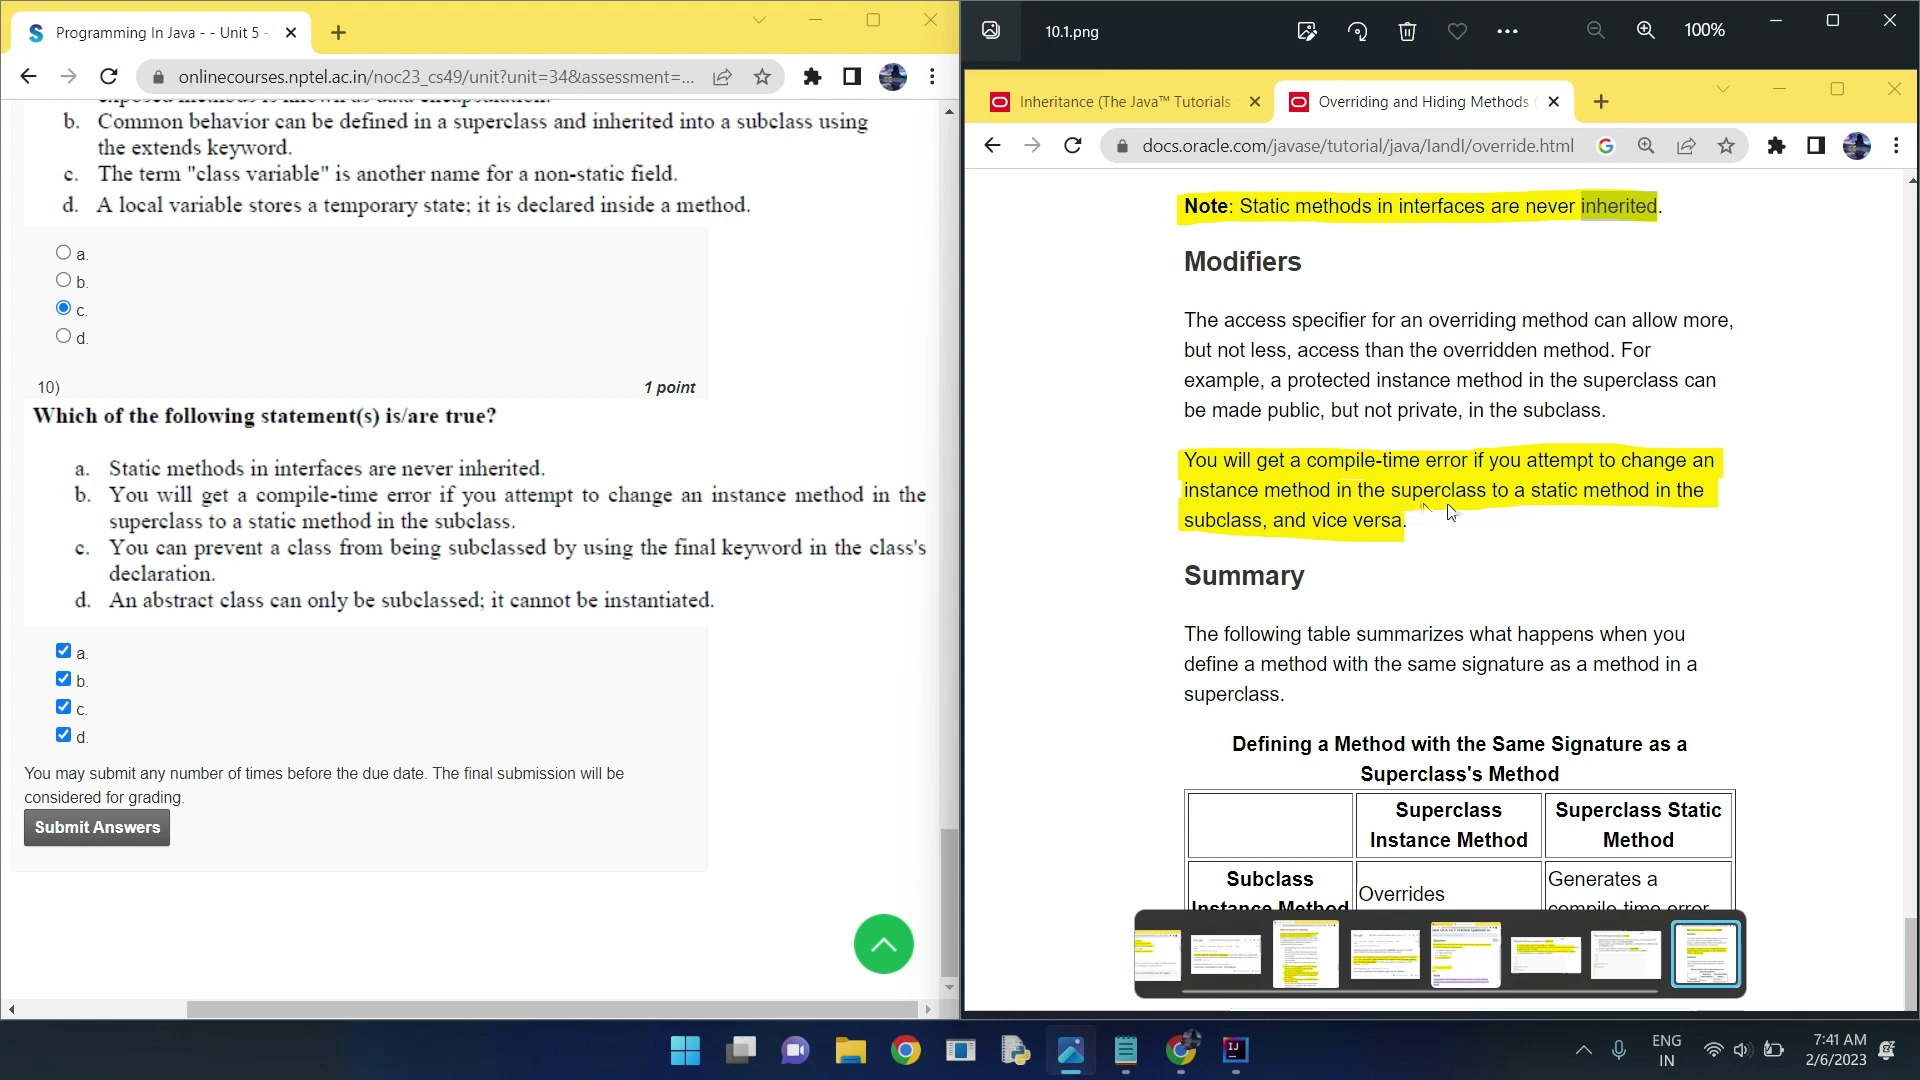 Programming In Java - - Unit 5 -
onlinecourses.nptel.ac.in/noc23_cs49/unit?unit=34&assessment=...
exposed methods is known as data encapsulation.
b. Common behavior can be defined in a superclass and inherited into a subclass using
the extends keyword.
c. The term "class variable" is another name for a non-static field.
d. A local variable stores a temporary state; it is declared inside a method.
a.
b.
c.
d.
10)
1 point
Which of the following statement(s) is/are true?
a. Static methods in interfaces are never inherited.
b. You will get a compile-time error if you attempt to change an instance method in the
superclass to a static method in the subclass.
c. You can prevent a class from being subclassed by using the final keyword in the class's
declaration.
d. An abstract class can only be subclassed; it cannot be instantiated.
a.
b.
c.
d.
You may submit any number of times before the due date. The final submission will be
considered for grading.
Submit Answers
10.1.png
100%
Inheritance (The Java™ Tutorials
Overriding and Hiding Methods (
docs.oracle.com/javase/tutorial/java/IandI/override.html
Note: Static methods in interfaces are never inherited.
Modifiers
The access specifier for an overriding method can allow more,
but not less, access than the overridden method. For
example, a protected instance method in the superclass can
be made public, but not private, in the subclass.
You will get a compile-time error if you attempt to change an
instance method in the superclass to a static method in the
subclass, and vice versa.
Summary
The following table summarizes what happens when you
define a method with the same signature as a method in a
superclass.
Defining a Method with the Same Signature as a
Superclass's Method
Superclass
Instance Method
Superclass Static
Method
Subclass
Instance Method
Overrides
Generates a
compile-time error
ENG
IN
7:41 AM
2/6/2023